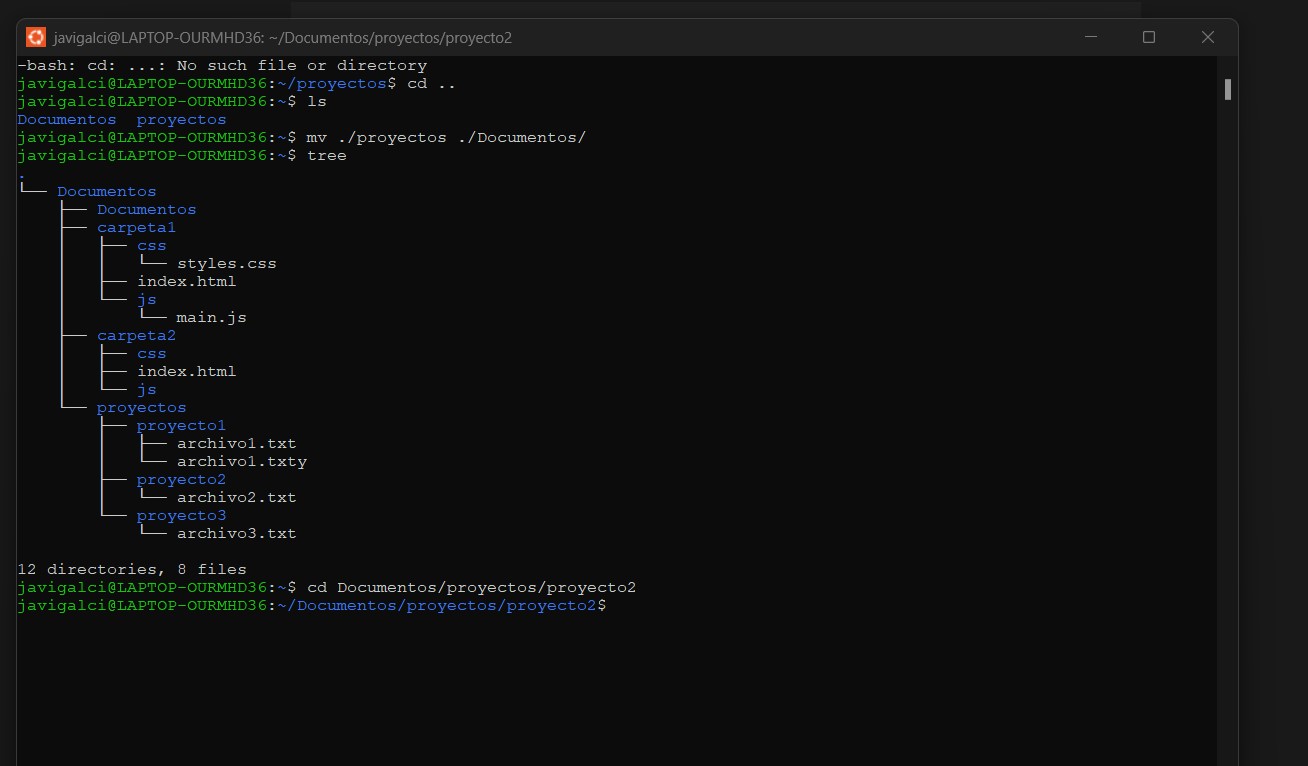 javigalci@LAPTOP-OURMHD36: ~/Documentos/proyectos/proyecto2
-bash: cd: ...: No such file or directory
javigalci@LAPTOP-OURMHD36:~/proyectos$ cd ..
javigalci@LAPTOP-OURMHD36:~$ ls
Documentos  proyectos
javigalci@LAPTOP-OURMHD36:~$ mv ./proyectos ./Documentos/
javigalci@LAPTOP-OURMHD36:~$ tree
.
└── Documentos
    ├── Documentos
    ├── carpeta1
    │   ├── css
    │   │   └── styles.css
    │   ├── index.html
    │   └── js
    │       └── main.js
    ├── carpeta2
    │   ├── css
    │   ├── index.html
    │   └── js
    └── proyectos
        ├── proyecto1
        │   ├── archivo1.txt
        │   └── archivo1.txty
        ├── proyecto2
        │   └── archivo2.txt
        └── proyecto3
            └── archivo3.txt
12 directories, 8 files
javigalci@LAPTOP-OURMHD36:~$ cd Documentos/proyectos/proyecto2
javigalci@LAPTOP-OURMHD36:~/Documentos/proyectos/proyecto2$